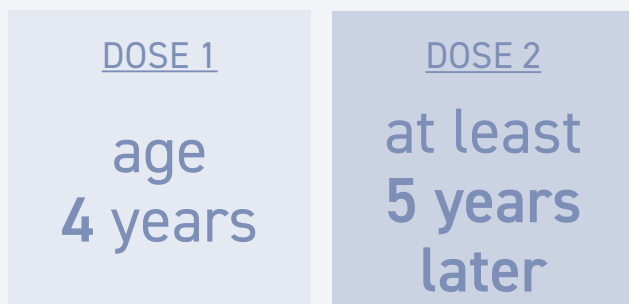 DOSE 1
age
4 years
DOSE 2
at least
5 years
later